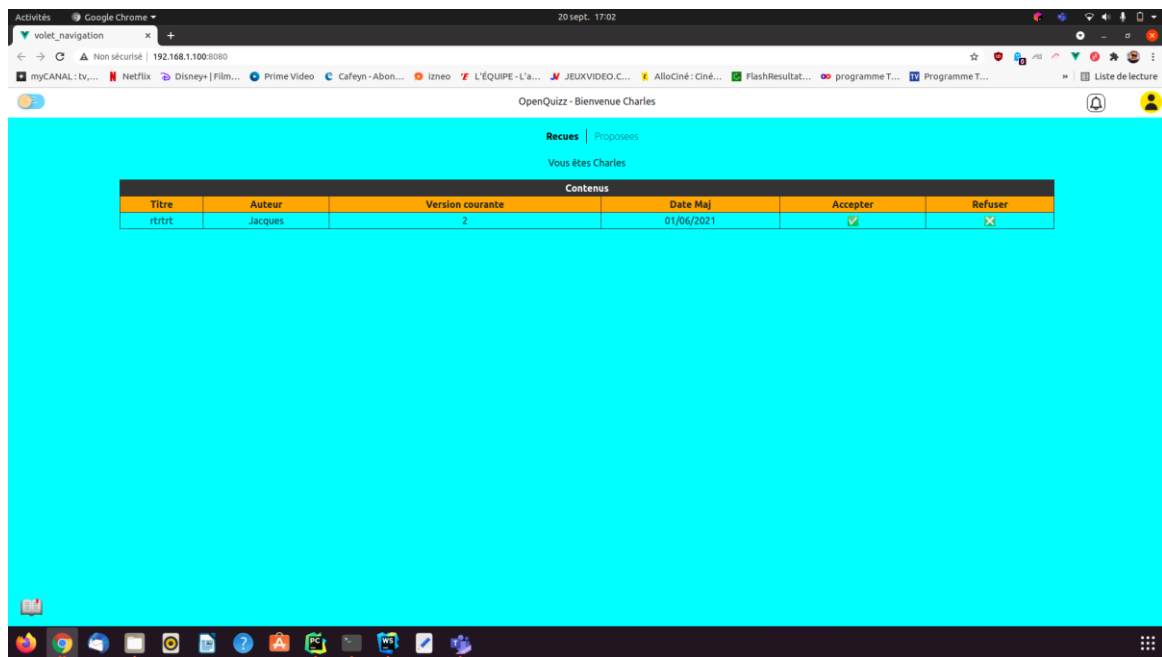 Activités Google Chrome 20 sept. 17:02
volet_navigation
Non sécurisé 192.168.1.100:8080
myCANAL : tv,... Netflix Disney+ | Film... Prime Video Cafeyn - Abon... izneo L'ÉQUIPE - L'a... JEUXVIDEO.C... AlloCiné : Ciné... FlashResultat... programme T... Programme T... » Liste de lecture
OpenQuizz - Bienvenue Charles
Recues Proposees
Vous êtes Charles
Contenus
Titre Auteur Version courante Date Maj Accepter Refuser
rtrtrt Jacques 2 01/06/2021